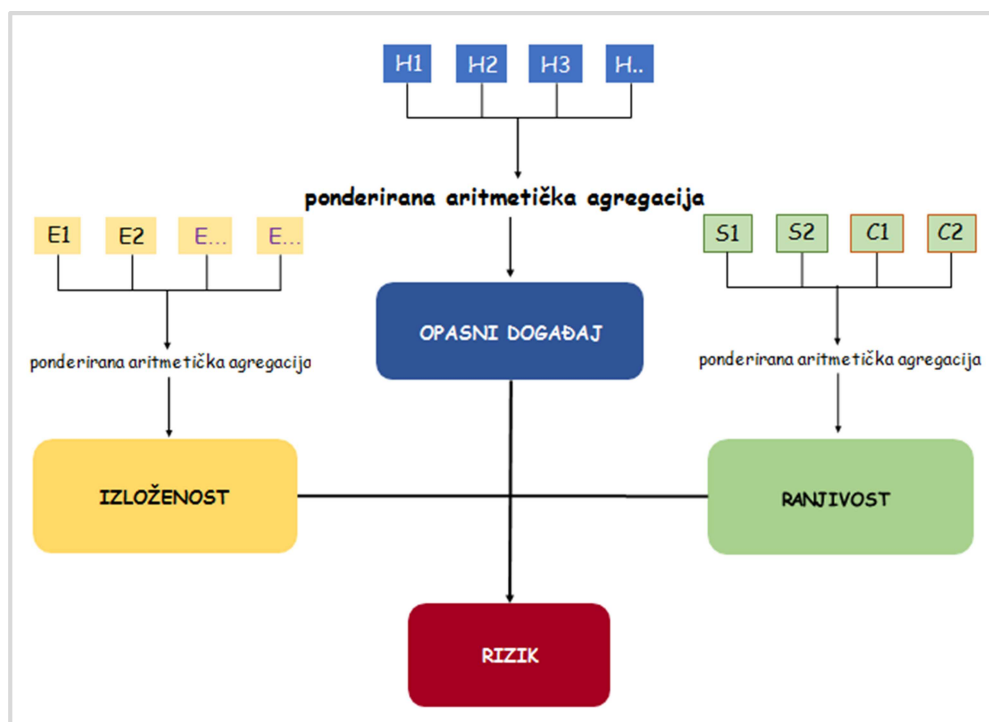 H1 H2 H3 H..
ponderirana aritmetička agregacija
E1 E2 E... E...
S1 S2 C1 C2
OPASNI DOGAĐAJ
ponderirana aritmetička agregacija
ponderirana aritmetička agregacija
IZLOŽENOST
RANJIVOST
RIZIK